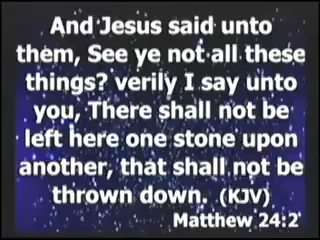 And Jesus said unto
them, See ye not all these
things? verily I say unto
you, There shall not be
left here one stone upon
another, that shall not be
thrown down. (KJV)
Matthew 24:2